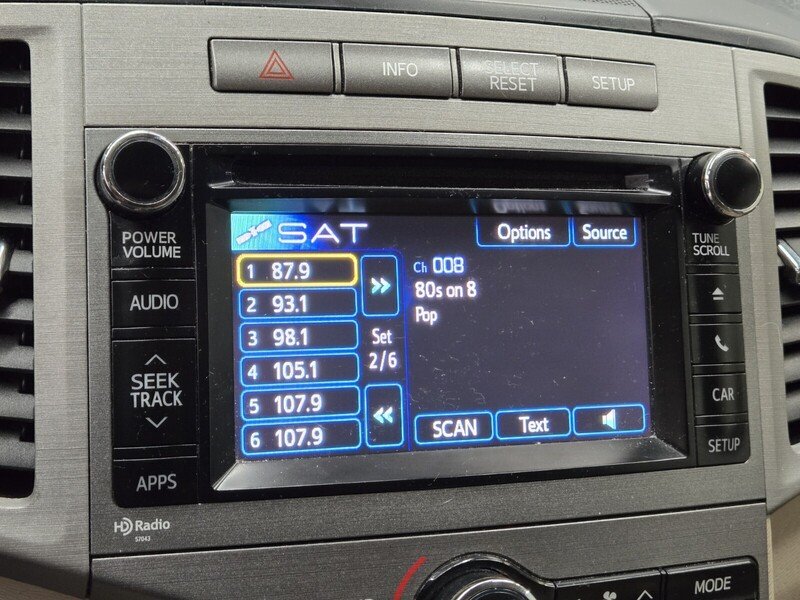 INFO
SELECT
RESET
SETUP
POWER
VOLUME
AUDIO
SEEK
TRACK
APPS
HD Radio
57043
SAT
Options
Source
1 87.9
2 93.1
3 98.1
4 105.1
5 107.9
6 107.9
Set
2/6
Ch 008
80s on 8
Pop
SCAN
Text
TUNE
SCROLL
CAR
SETUP
MODE